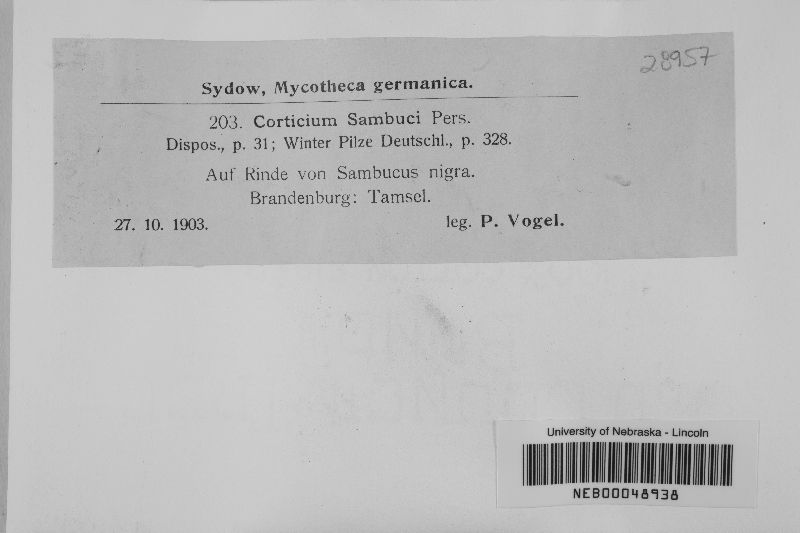 28957
Sydow, Mycotheca germanica.
203. Corticium Sambuci Pers.
Dispos., p. 31; Winter Pilze Deutschl., p. 328.
Auf Rinde von Sambucus nigra.
Brandenburg: Tamsel.
27. 10. 1903. leg. P. Vogel.
University of Nebraska - Lincoln
NEB00048938